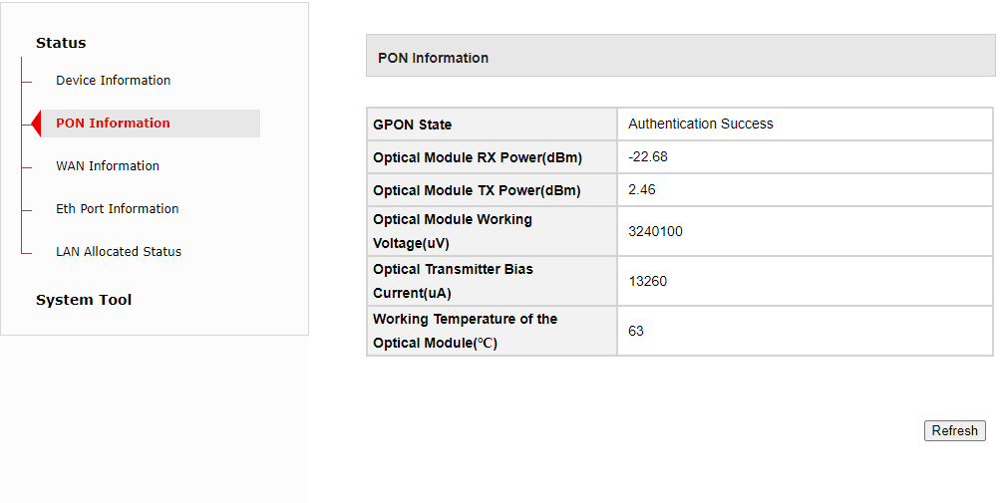 Status
Device Information
PON Information
WAN Information
Eth Port Information
LAN Allocated Status
System Tool
PON Information
GPON State Authentication Success
Optical Module RX Power(dBm) -22.68
Optical Module TX Power(dBm) 2.46
Optical Module Working
Voltage(uV)
3240100
Optical Transmitter Bias
Current(uA)
13260
Working Temperature of the
Optical Module(℃)
63
Refresh